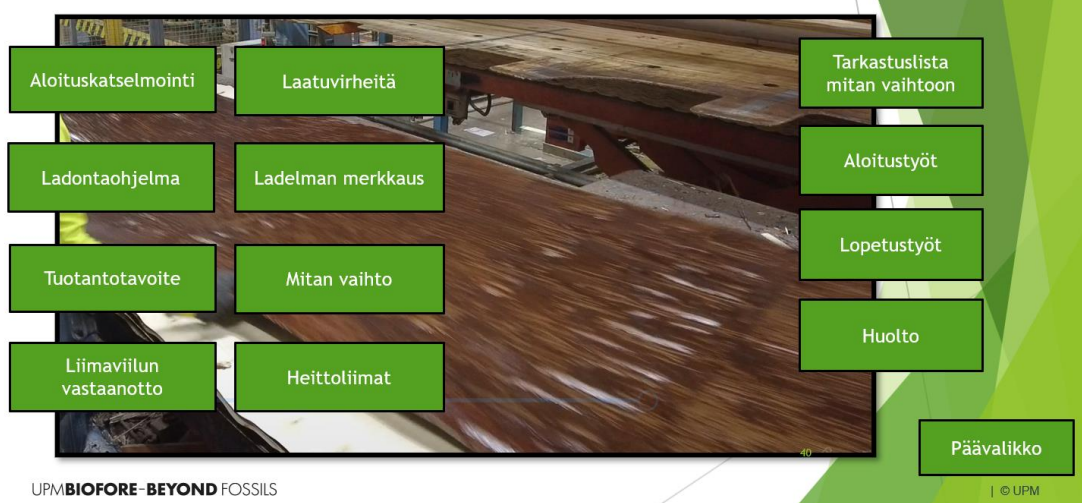 Aloituskatselmointi
Laatuvirheitä
Tarkastuslista
mitan vaihtoon
Ladontaohjelma
Ladelman merkkaus
Aloitustyöt
Tuotantotavoite
Mitan vaihto
Lopetustyöt
Liimaviilun
vastaanotto
Heittoliimat
Huolto
Päävalikko
40
UPMBIOFORE-BEYOND FOSSILS
| © UPM